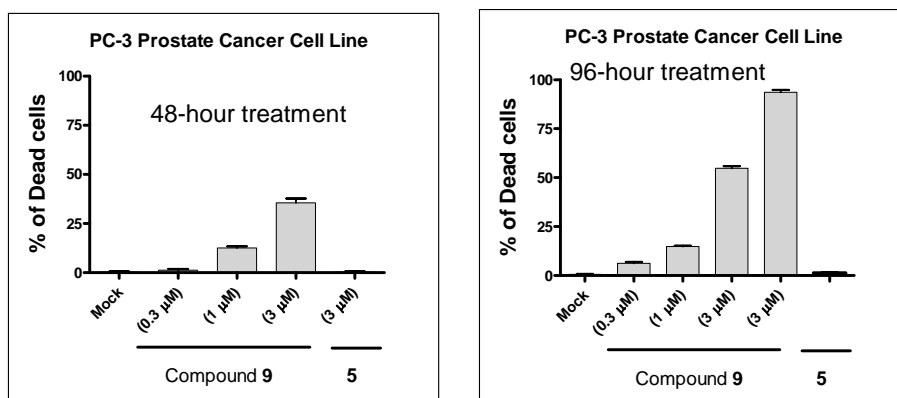 PC-3 Prostate Cancer Cell Line
48-hour treatment
% of Dead cells
100
75
50
25
0
Mock
(0.3 µM)
(1 µM)
(3 µM)
(3 µM)
Compound 9
5
PC-3 Prostate Cancer Cell Line
96-hour treatment
% of Dead cells
100
75
50
25
0
Mock
(0.3 µM)
(1 µM)
(3 µM)
(3 µM)
Compound 9
5